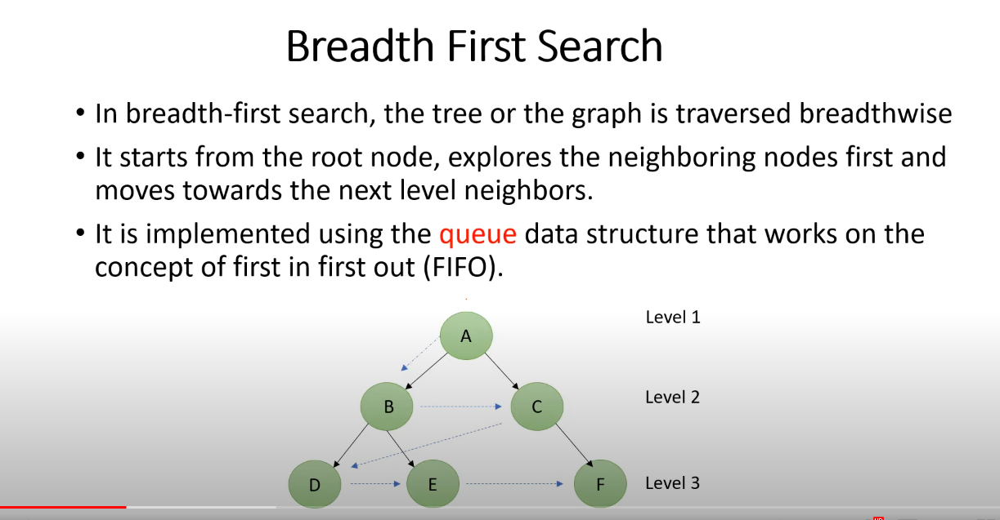 Breadth First Search
• In breadth-first search, the tree or the graph is traversed breadthwise
• It starts from the root node, explores the neighboring nodes first and
moves towards the next level neighbors.
• It is implemented using the queue data structure that works on the
concept of first in first out (FIFO).
A
Level 1
B
C
Level 2
D
E
F
Level 3